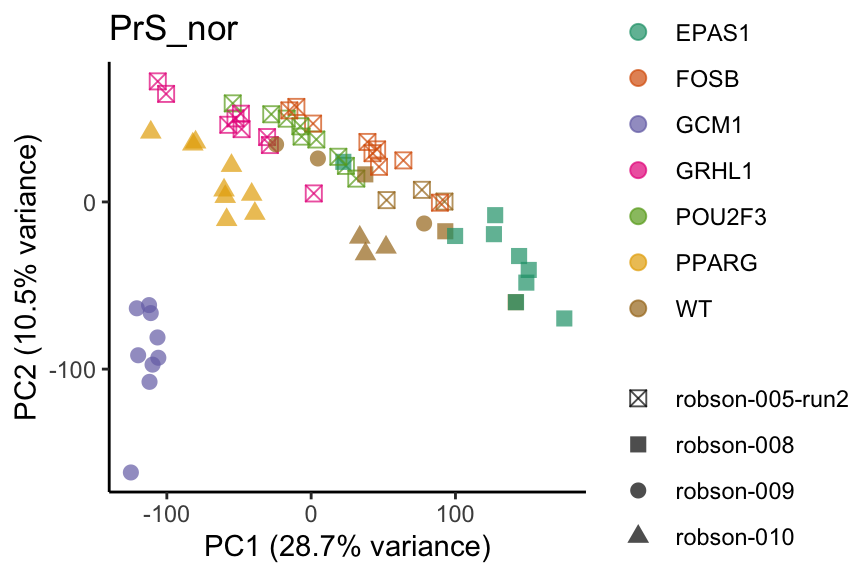 PrS_nor
PC2 (10.5% variance)
0
-100
-100
0
100
PC1 (28.7% variance)
EPAS1
FOSB
GCM1
GRHL1
POU2F3
PPARG
WT
robson-005-run2
robson-008
robson-009
robson-010